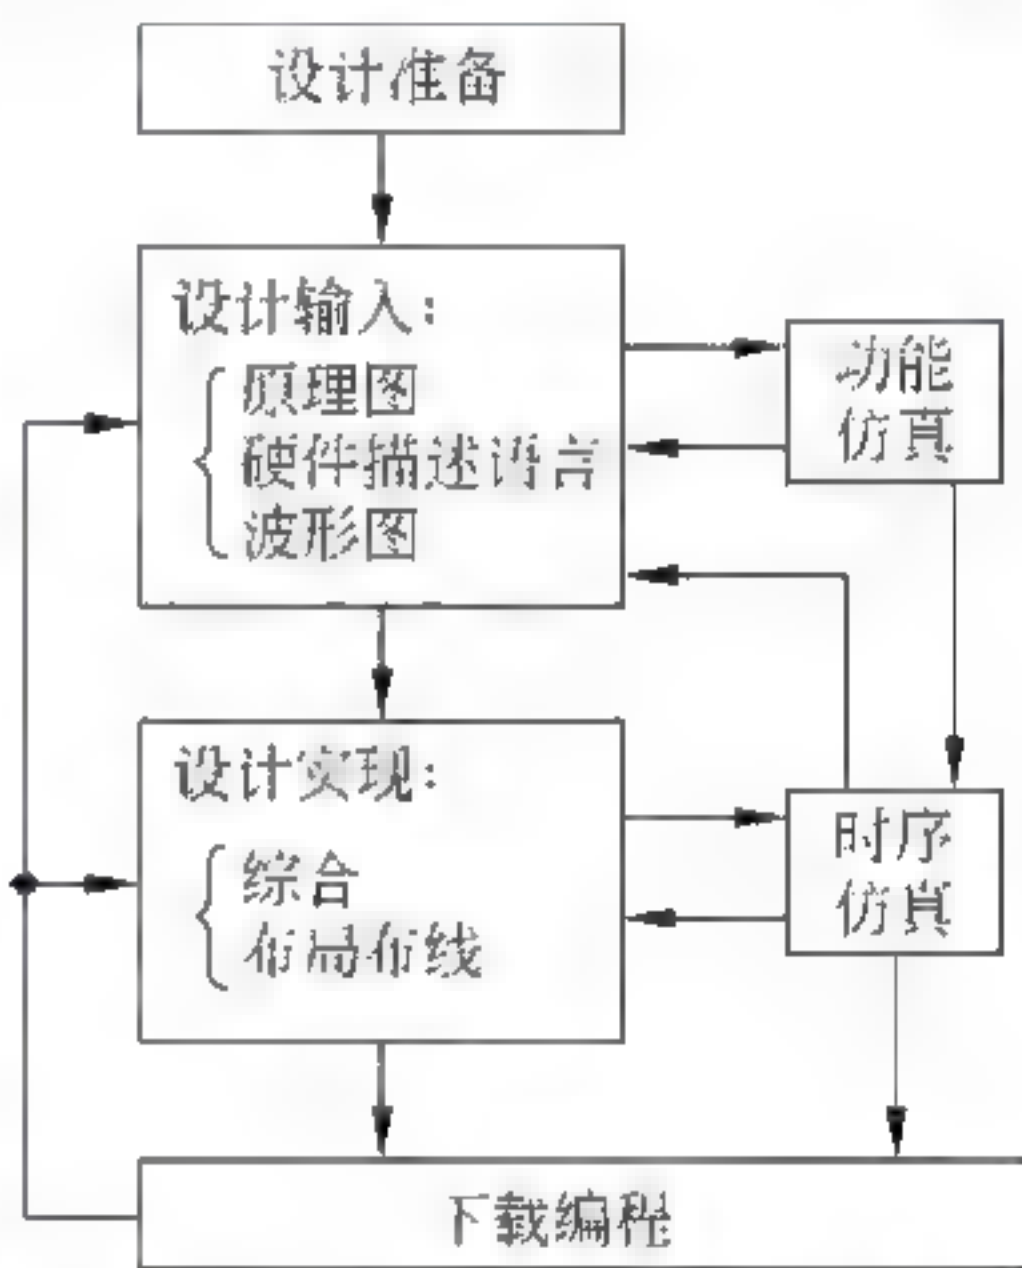 设计准备
设计输入：
原理图
硬件描述语言
波形图
功能
仿真
设计实现：
综合
布局布线
时序
仿真
下载编程